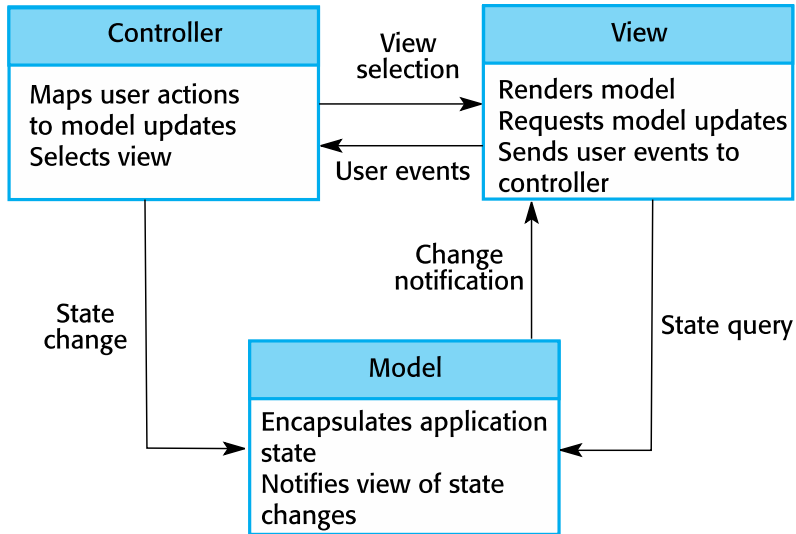 Controller
Maps user actions
to model updates
Selects view
View
selection
User events
View
Renders model
Requests model updates
Sends user events to
controller
State
change
Change
notification
State query
Model
Encapsulates application
state
Notifies view of state
changes